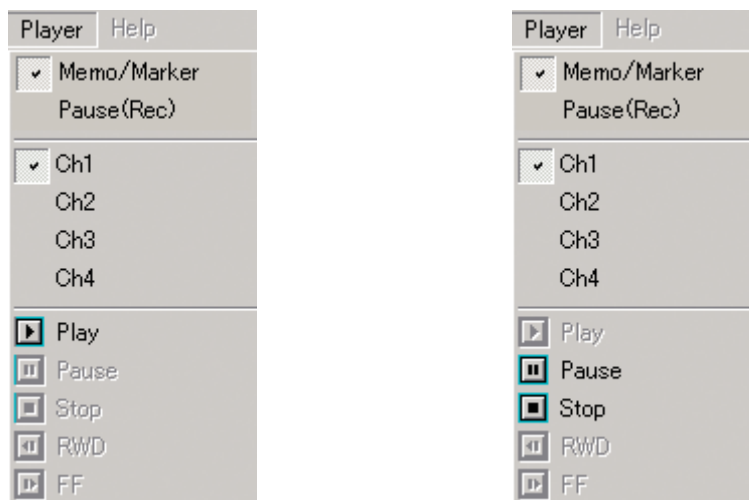 Player Help
Memo/Marker
Pause(Rec)
Ch1
Ch2
Ch3
Ch4
Play
Pause
Stop
RWD
FF
Player Help
Memo/Marker
Pause(Rec)
Ch1
Ch2
Ch3
Ch4
Play
Pause
Stop
RWD
FF